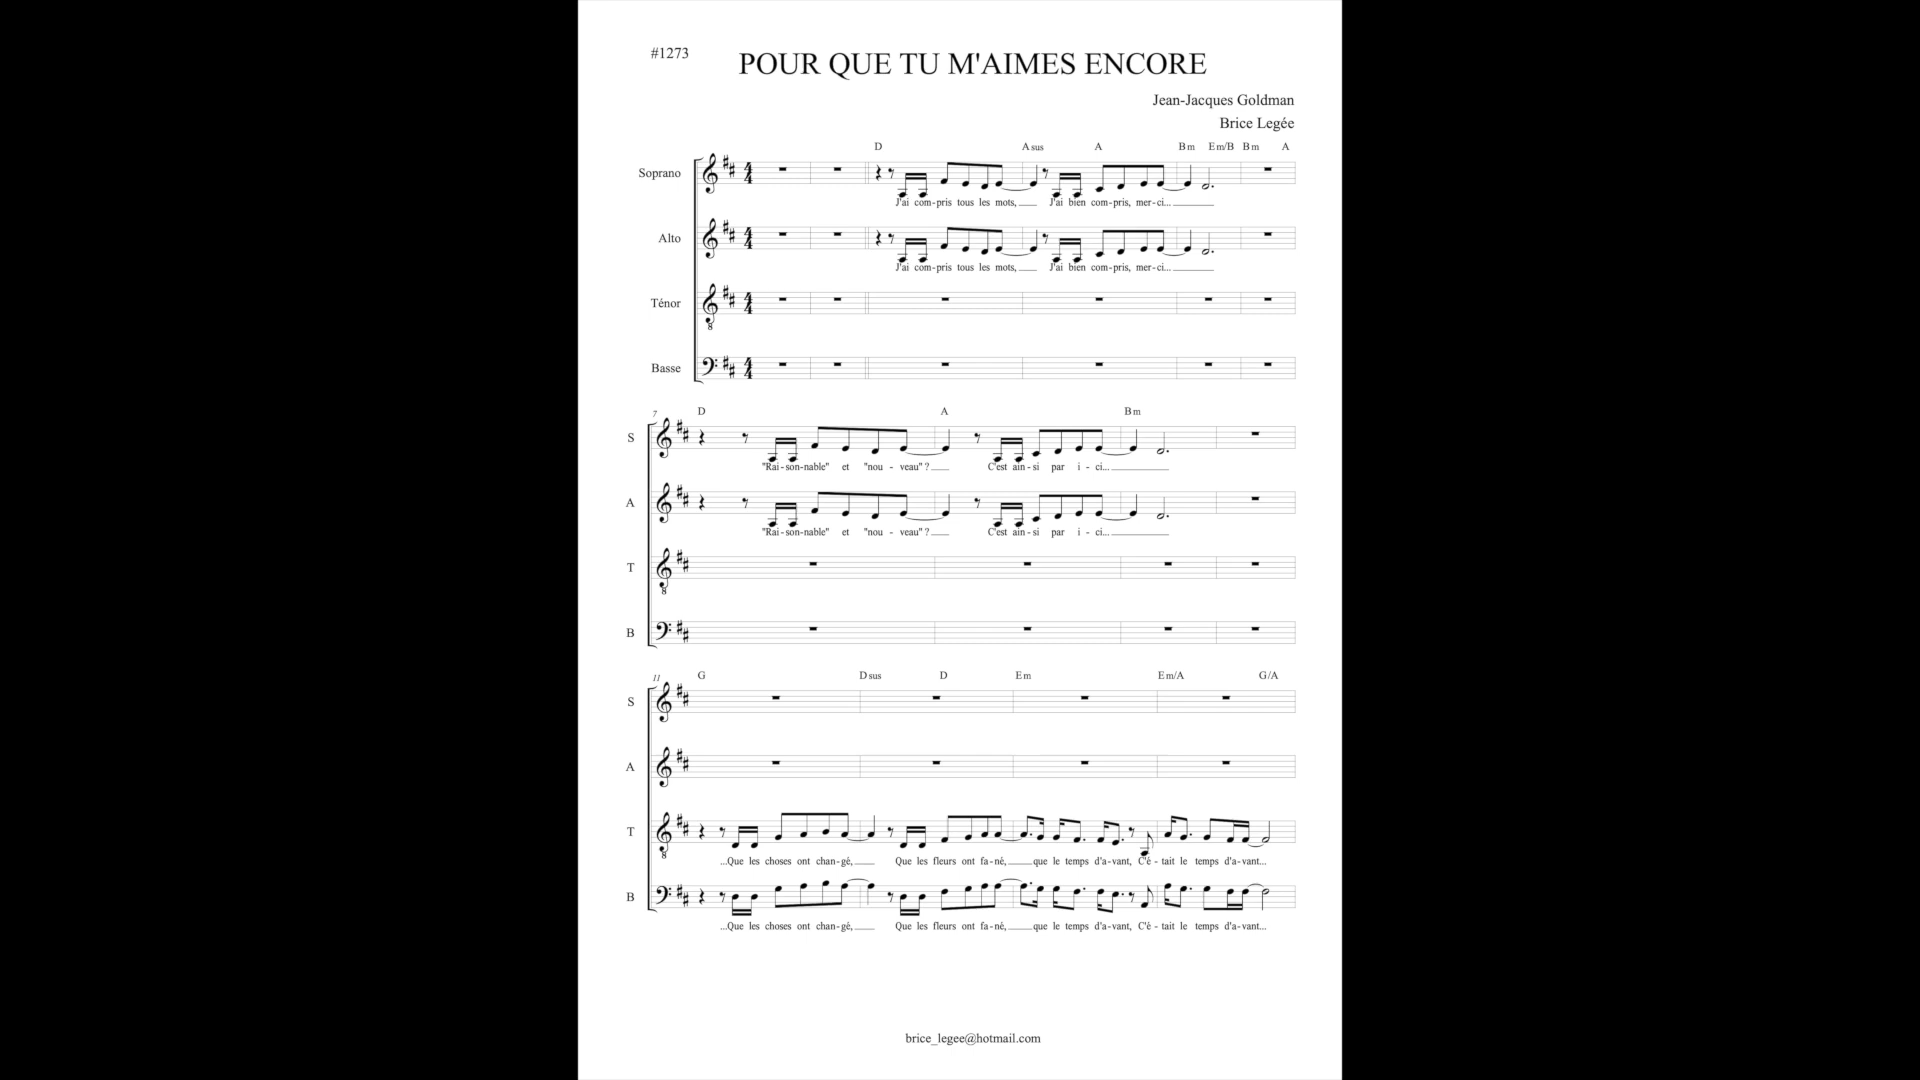 #1273
POUR QUE TU M'AIMES ENCORE
Jean-Jacques Goldman
Brice Legée
D Asus A Bm Em/B Bm A
Soprano
J'ai com-pris tous les mots, J'ai bien com-pris, mer-ci...
Alto
J'ai com-pris tous les mots, J'ai bien com-pris, mer-ci...
Ténor
8
Basse
7 D A Bm
S
"Rai-son-nable" et "nou - veau"? C'est ain-si par i - ci...
A
"Rai-son-nable" et "nou - veau"? C'est ain-si par i - ci...
T
8
B
11 G Dsus D Em Em/A G/A
S
A
T
8
...Que les choses ont chan-gé, Que les fleurs ont fa-né, que le temps d'a-vant, C'é - tait le temps d'a-vant...
B
...Que les choses ont chan-gé, Que les fleurs ont fa-né, que le temps d'a-vant, C'é - tait le temps d'a-vant...
brice_legee@hotmail.com